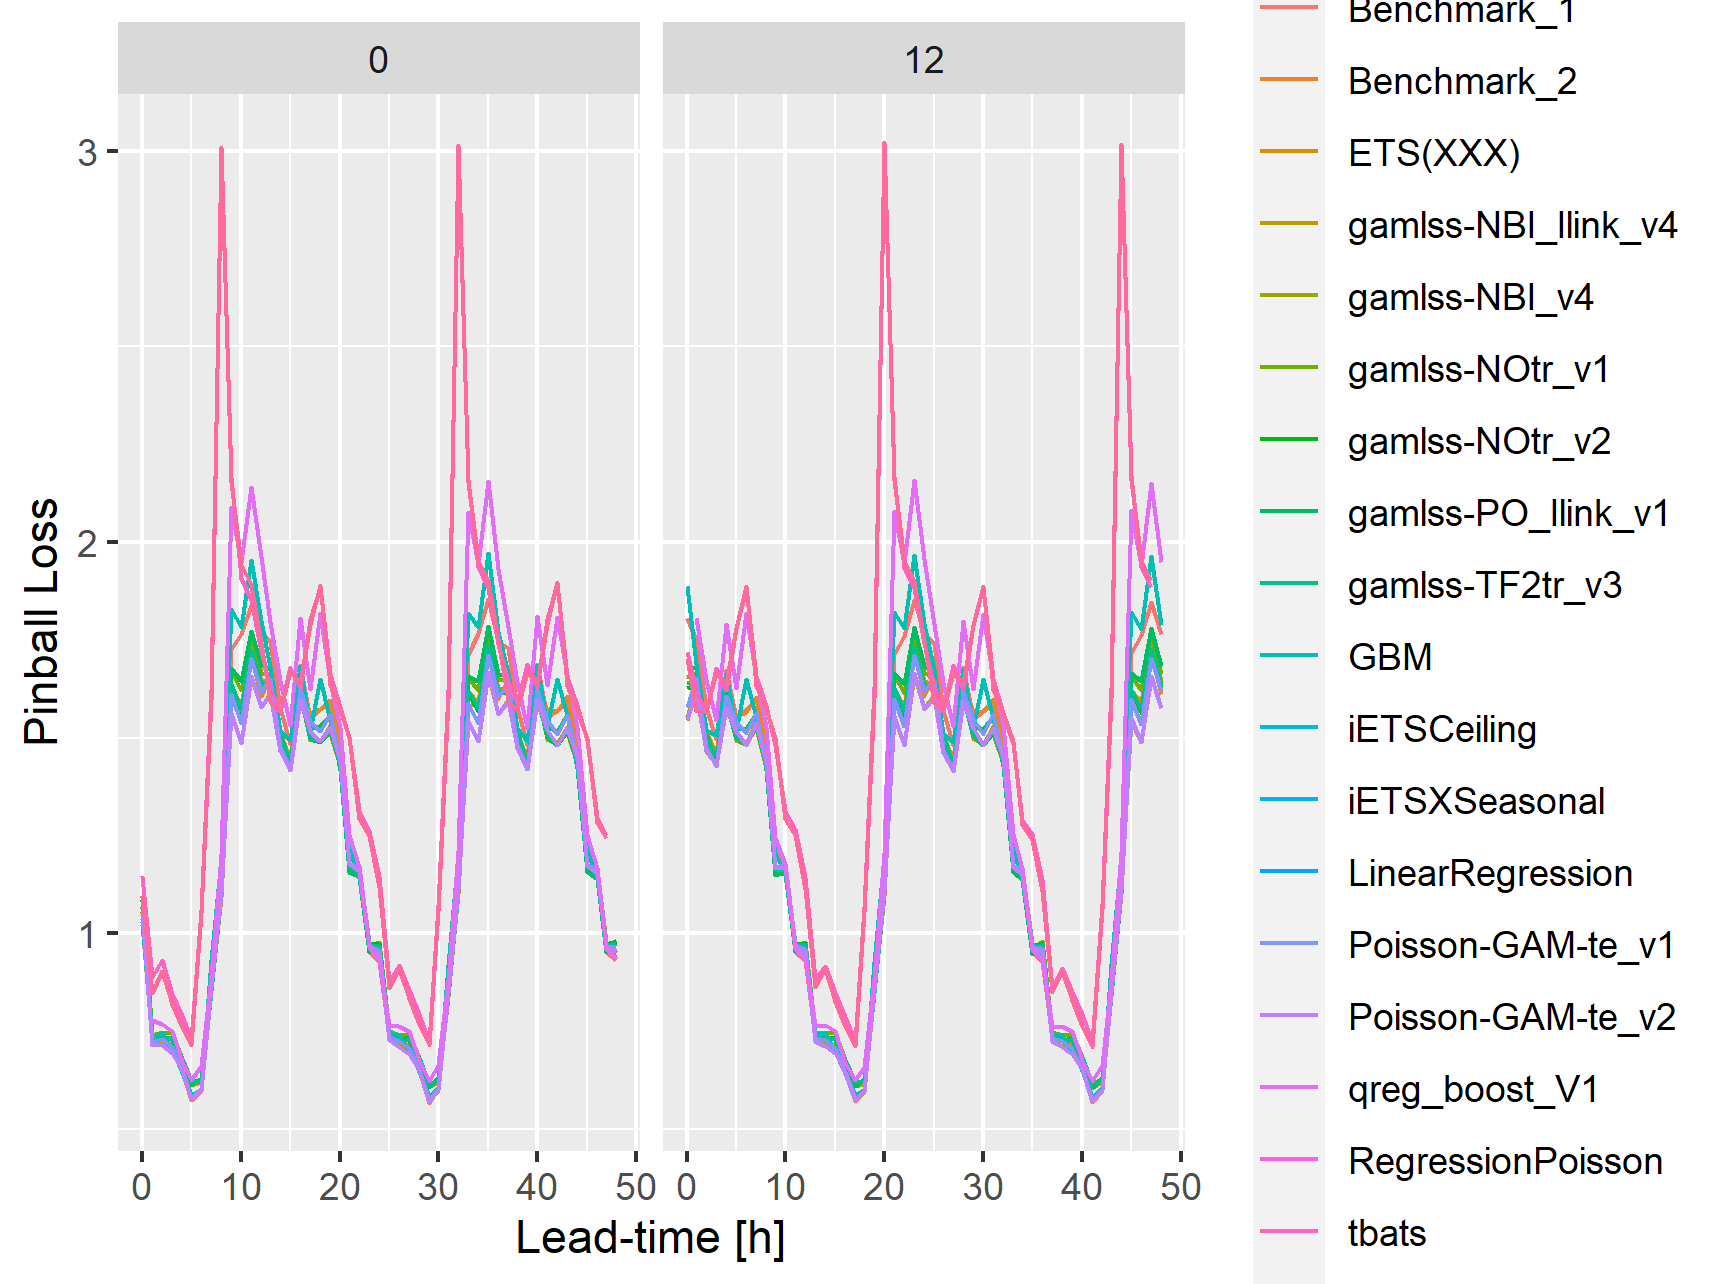 0
12
3
2
1
Pinball Loss
0
10
20
30
40
50
0
10
20
30
40
50
Lead-time [h]
Benchmark_1
Benchmark_2
ETS(XXX)
gamlss-NBI_llink_v4
gamlss-NBI_v4
gamlss-NOtr_v1
gamlss-NOtr_v2
gamlss-PO_llink_v1
gamlss-TF2tr_v3
GBM
iETSCeiling
iETSXSeasonal
LinearRegression
Poisson-GAM-te_v1
Poisson-GAM-te_v2
qreg_boost_V1
RegressionPoisson
tbats